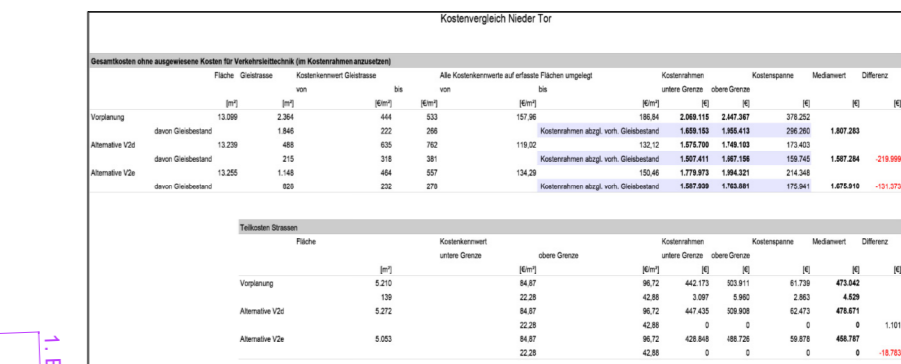 Kostenvergleich Nieder Tor
Gesamtkosten ohne ausgewiesene Kosten für Verkehrsleittechnik (im Kostenrahmen anzusetzen)
Fläche Gleistrasse Kostenkennwert Gleistrasse Alle Kostenkennwerte auf erfasste Flächen umgelegt Kostenrahmen Kostenspanne Medianwert Differenz
von bis von bis untere Grenze obere Grenze
[m²] [m²] [€/m²] [€/m²] [€/m²] [€/m²] [€] [€] [€] [€] [€]
Vorplanung 13.099 2.364 444 533 157,96 186,84 2.069.115 2.447.367 378.252
davon Gleisbestand 1.846 222 266 Kostenrahmen abzgl. vorh. Gleisbestand 1.659.153 1.955.413 296.260 1.807.283
Alternative V2d 13.239 488 635 762 119,02 132,12 1.575.700 1.749.103 173.403
davon Gleisbestand 215 318 381 Kostenrahmen abzgl. vorh. Gleisbestand 1.507.411 1.667.156 159.745 1.587.284 -219.999
Alternative V2e 13.255 1.148 464 557 134,29 150,46 1.779.973 1.994.321 214.348
davon Gleisbestand 828 232 278 Kostenrahmen abzgl. vorh. Gleisbestand 1.587.939 1.763.881 175.941 1.675.910 -131.373
Teilkosten Strassen
Fläche Kostenkennwert Kostenrahmen Kostenspanne Medianwert Differenz
untere Grenze obere Grenze untere Grenze obere Grenze
[m²] [€/m²] [€/m²] [€] [€] [€] [€] [€]
Vorplanung 5.210 84,87 96,72 442.173 503.911 61.739 473.042
139 22,28 42,88 3.097 5.960 2.863 4.529
Alternative V2d 5.272 84,87 96,72 447.435 509.908 62.473 478.671
22,28 42,88 0 0 0 0 1.101
Alternative V2e 5.053 84,87 96,72 428.848 488.726 59.878 458.787
22,28 42,88 0 0 0 0 -18.783
1.